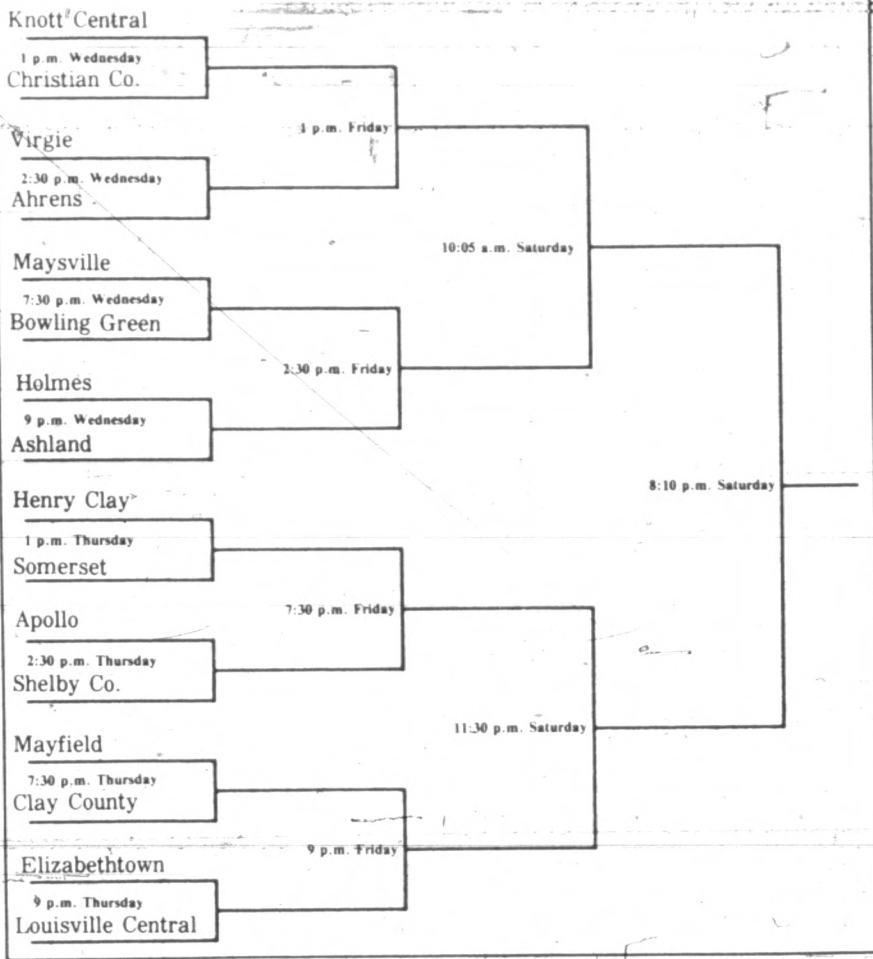 Knott Central
1 p.m. Wednesday
Christian Co.
1 p.m. Friday
Virgie
2:30 p.m. Wednesday
Ahrens
10:05 a.m. Saturday
Maysville
7:30 p.m. Wednesday
Bowling Green
2:30 p.m. Friday
Holmes
9 p.m. Wednesday
Ashland
8:10 p.m. Saturday
Henry Clay
1 p.m. Thursday
Somerset
7:30 p.m. Friday
Apollo
2:30 p.m. Thursday
Shelby Co.
11:30 p.m. Saturday
Mayfield
7:30 p.m. Thursday
Clay County
9 p.m. Friday
Elizabethtown
9 p.m. Thursday
Louisville Central